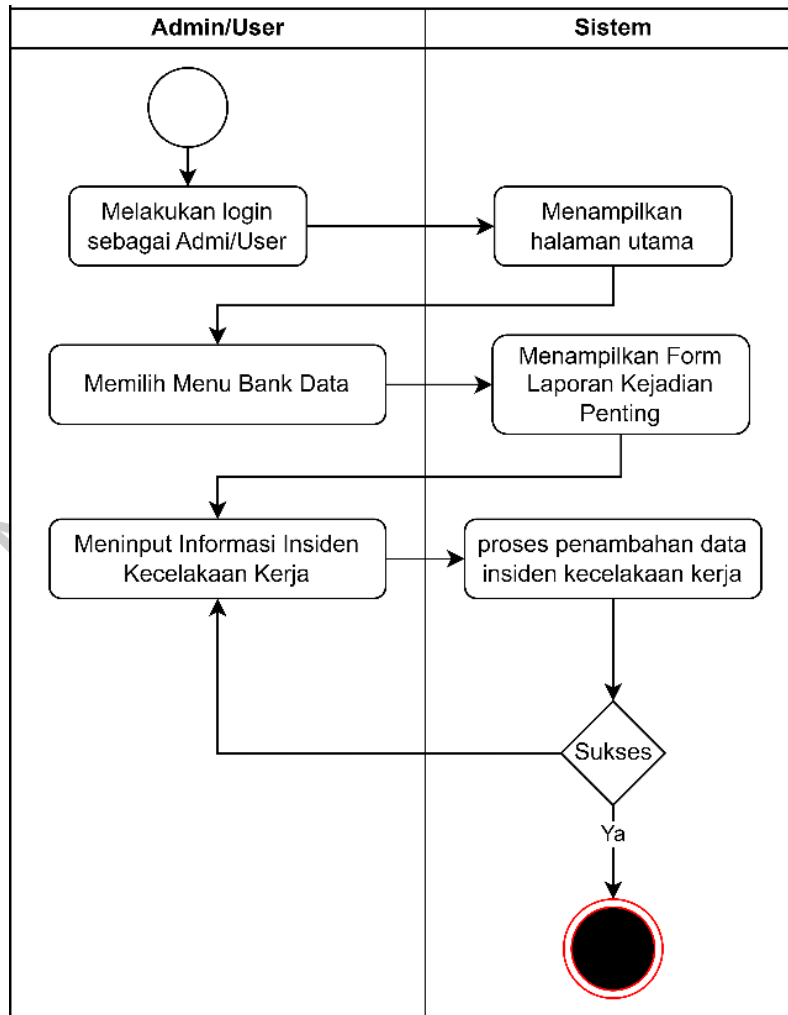 Admin/User
Sistem
Melakukan login
sebagai Admi/User
Menampilkan
halaman utama
Memilih Menu Bank Data
Menampilkan Form
Laporan Kejadian
Penting
Meninput Informasi Insiden
Kecelakaan Kerja
proses penambahan data
insiden kecelakaan kerja
Sukses
Ya